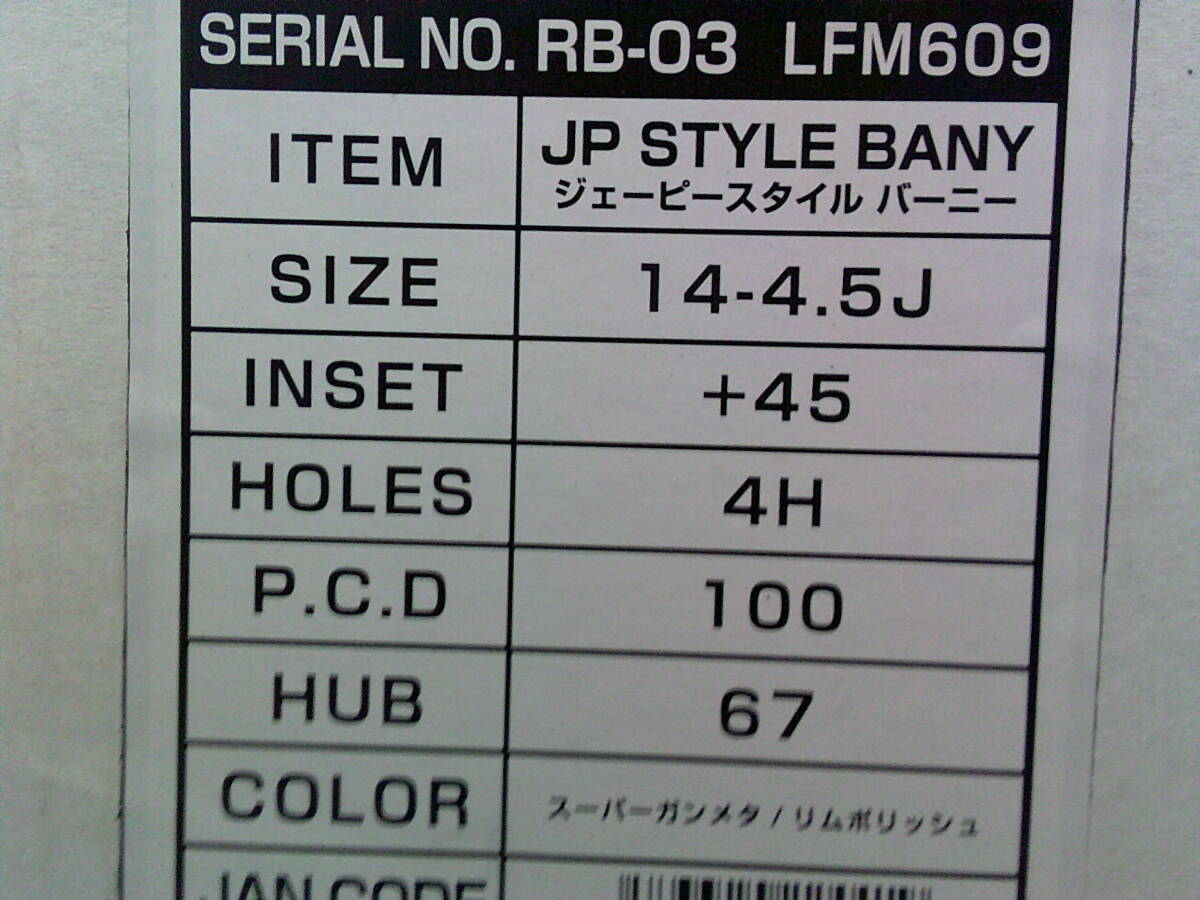 SERIAL NO. RB-03 LFM609
ITEM JP STYLE BANY
ジェーピースタイル バーニー
SIZE 14-4.5J
INSET +45
HOLES 4H
P.C.D 100
HUB 67
COLOR スーパーガンメタ/リムポリッシュ
JAN CODE